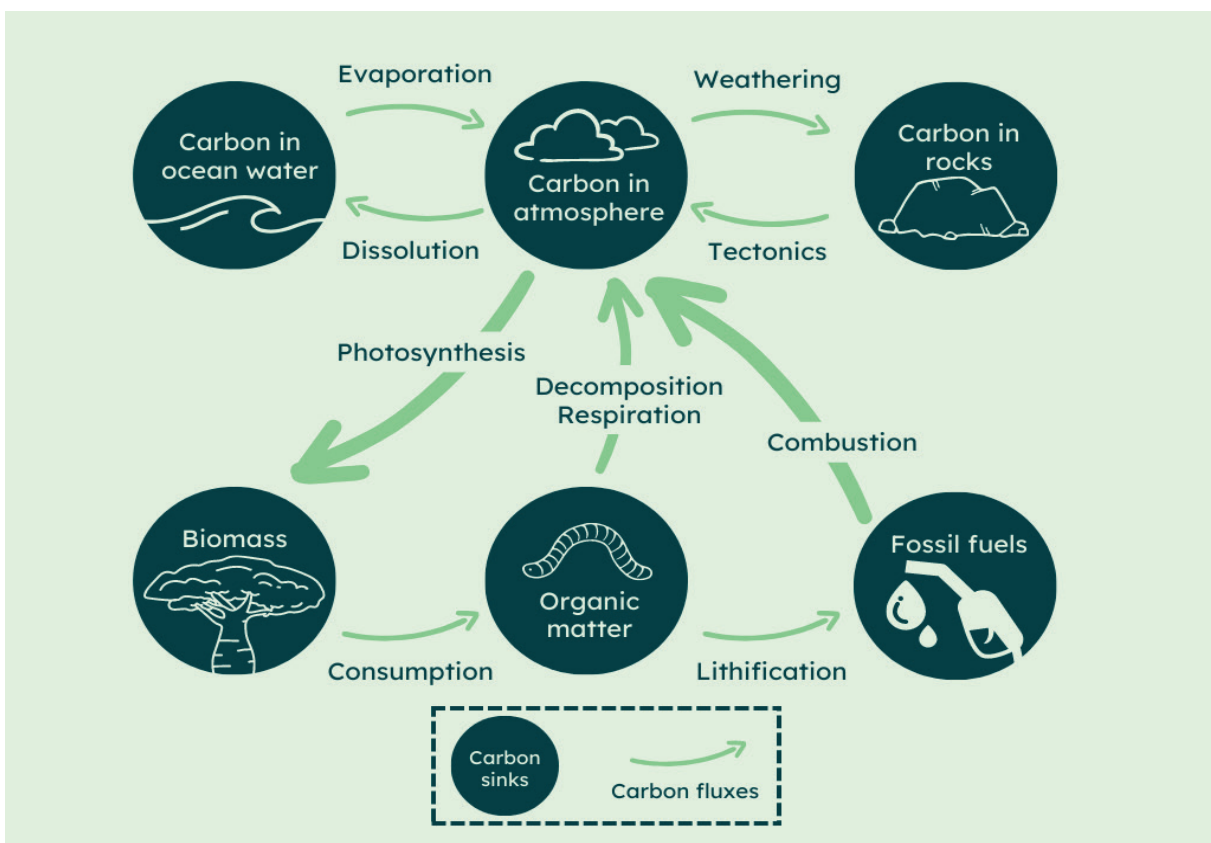 Evaporation
Weathering
Carbon in
ocean water
Carbon in
atmosphere
Carbon in
rocks
Dissolution
Tectonics
Photosynthesis
Decomposition
Respiration
Combustion
Biomass
Organic
matter
Fossil fuels
Consumption
Lithification
Carbon
sinks
Carbon fluxes